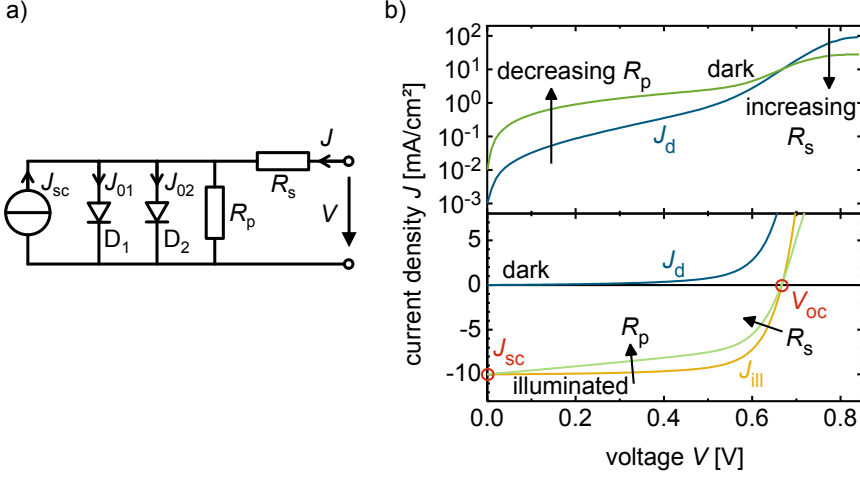 a)
J
R_s
J_sc
J_01
J_02
R_p
V
D_1
D_2
b)
current density J [mA/cm²]
10²
10¹
10⁰
10⁻¹
10⁻²
10⁻³
decreasing R_p
dark
increasing
R_s
J_d
5
0
-5
-10
dark
J_d
V_oc
R_p
R_s
J_sc
illuminated
J_ill
0.0
0.2
0.4
0.6
0.8
voltage V [V]